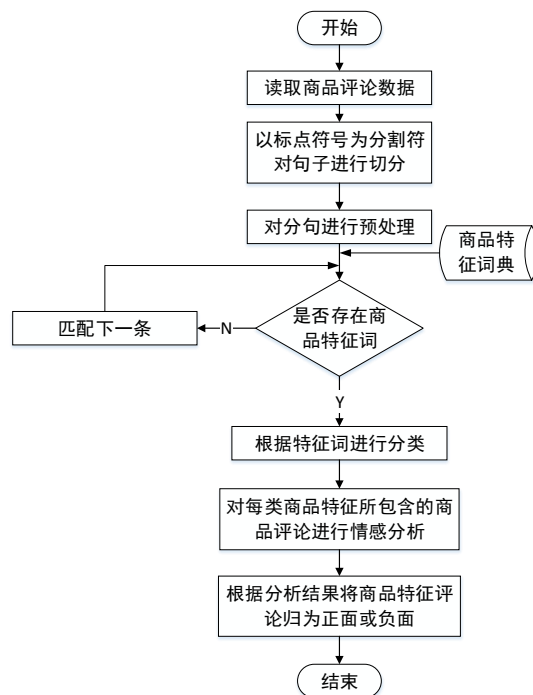 开始
读取商品评论数据
以标点符号为分割符
对句子进行切分
对分句进行预处理
商品特
征词典
是否存在商
品特征词
N
匹配下一条
Y
根据特征词进行分类
对每类商品特征所包含的商
品评论进行情感分析
根据分析结果将商品特征评
论归为正面或负面
结束